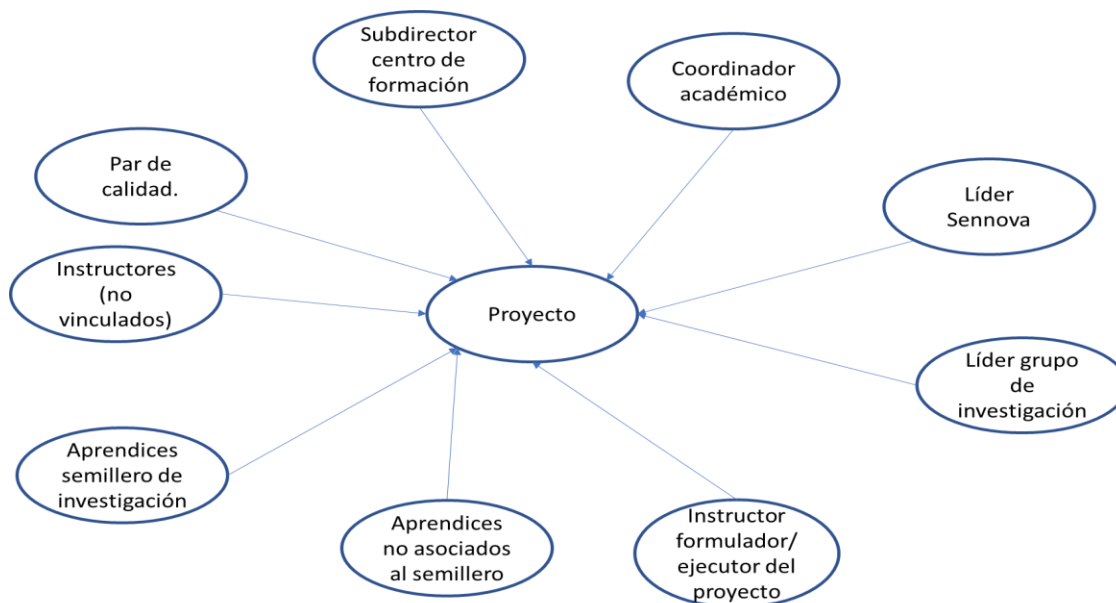 Subdirector
centro de
formación
Coordinador
académico
Par de
calidad.
Líder
Sennova
Instructores
(no
vinculados)
Proyecto
Líder grupo
de
investigación
Aprendices
semillero de
investigación
Aprendices
no asociados
al semillero
Instructor
formulador/
ejecutor del
proyecto